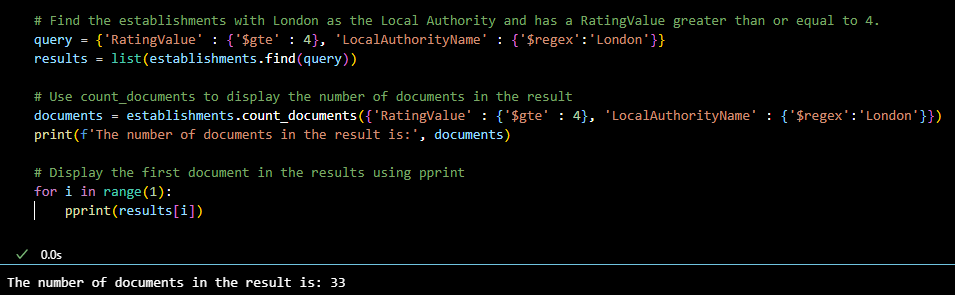 # Find the establishments with London as the Local Authority and has a RatingValue greater than or equal to 4.
query = {'RatingValue' : {'$gte' : 4}, 'LocalAuthorityName' : {'$regex':'London'}}
results = list(establishments.find(query))
# Use count_documents to display the number of documents in the result
documents = establishments.count_documents({'RatingValue' : {'$gte' : 4}, 'LocalAuthorityName' : {'$regex':'London'}})
print(f'The number of documents in the result is:', documents)
# Display the first document in the results using pprint
for i in range(1):
    pprint(results[i])
✓ 0.0s
The number of documents in the result is: 33